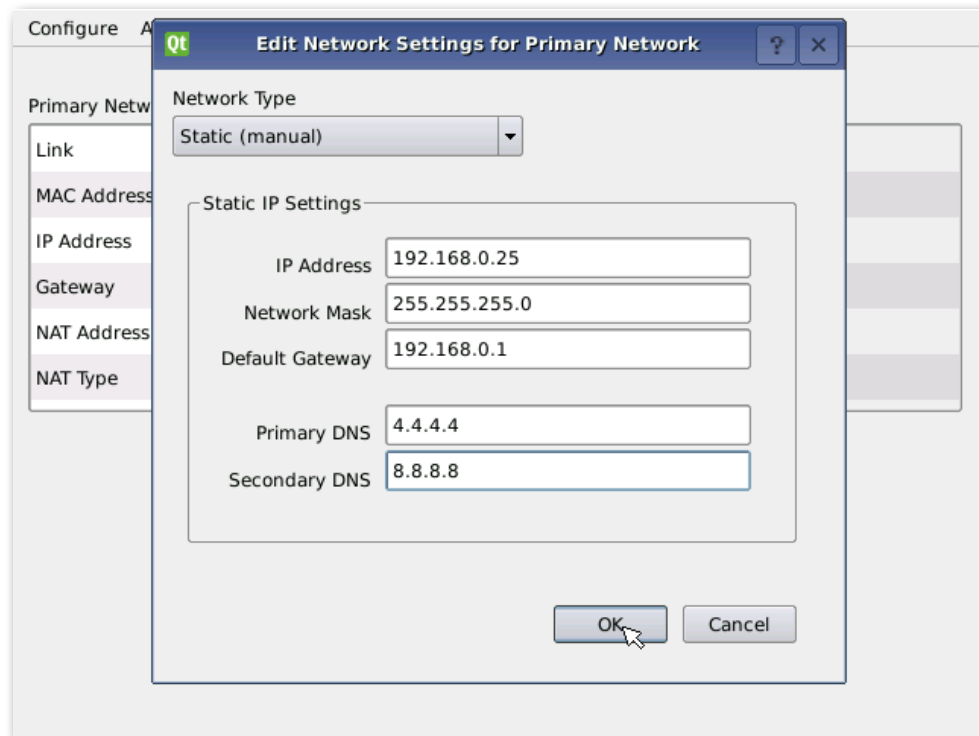 Configure
Qt
Edit Network Settings for Primary Network
? ×
Network Type
Static (manual)
Primary Netw
Link
MAC Address
IP Address
Gateway
NAT Address
NAT Type
Static IP Settings
IP Address 192.168.0.25
Network Mask 255.255.255.0
Default Gateway 192.168.0.1
Primary DNS 4.4.4.4
Secondary DNS 8.8.8.8
OK Cancel